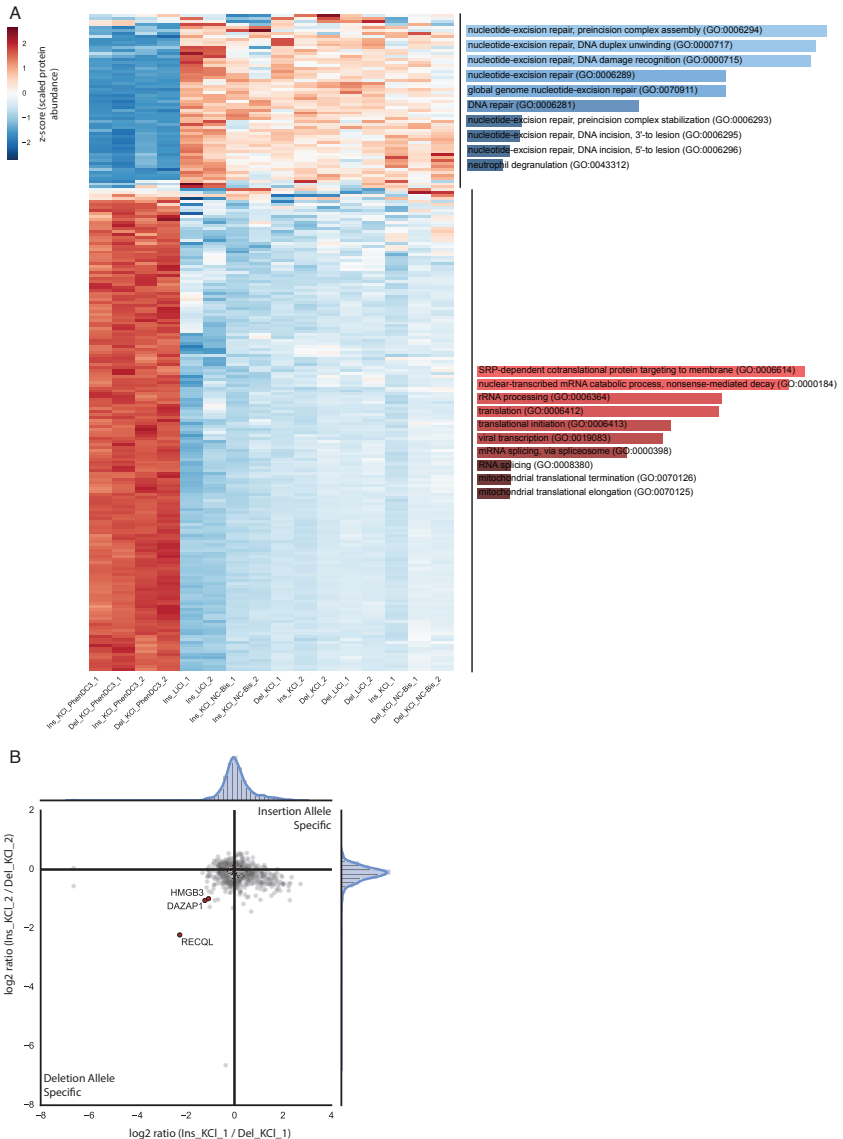 A
2
1
0
−1
−2
z-score (scaled protein
abundance)
nucleotide-excision repair, preincision complex assembly (GO:0006294)
nucleotide-excision repair, DNA duplex unwinding (GO:0000717)
nucleotide-excision repair, DNA damage recognition (GO:0000715)
nucleotide-excision repair (GO:0006289)
global genome nucleotide-excision repair (GO:0070911)
DNA repair (GO:0006281)
nucleotide-excision repair, preincision complex stabilization (GO:0006293)
nucleotide-excision repair, DNA incision, 3'-to lesion (GO:0006295)
nucleotide-excision repair, DNA incision, 5'-to lesion (GO:0006296)
neutrophil degranulation (GO:0043312)
SRP-dependent cotranslational protein targeting to membrane (GO:0006614)
nuclear-transcribed mRNA catabolic process, nonsense-mediated decay (GO:0000184)
rRNA processing (GO:0006364)
translation (GO:0006412)
translational initiation (GO:0006413)
viral transcription (GO:0019083)
mRNA splicing, via spliceosome (GO:0000398)
RNA splicing (GO:0008380)
mitochondrial translational termination (GO:0070126)
mitochondrial translational elongation (GO:0070125)
Ins_KCl_PhenDC3_1
Del_KCl_PhenDC3_1
Ins_KCl_PhenDC3_2
Del_KCl_PhenDC3_2
Ins_LiCl_1
Ins_LiCl_2
Ins_KCl_NC-Bis_1
Ins_KCl_NC-Bis_2
Del_KCl_1
Ins_KCl_2
Del_KCl_2
Del_LiCl_1
Del_LiCl_2
Ins_KCl_1
Del_KCl_NC-Bis_1
Del_KCl_NC-Bis_2
B
Insertion Allele
Specific
2
0
−2
−4
−6
−8
log2 ratio (Ins_KCl_2 / Del_KCl_2)
HMGB3
DAZAP1
RECQL
Deletion Allele
Specific
−8
−6
−4
−2
0
2
4
log2 ratio (Ins_KCl_1 / Del_KCl_1)